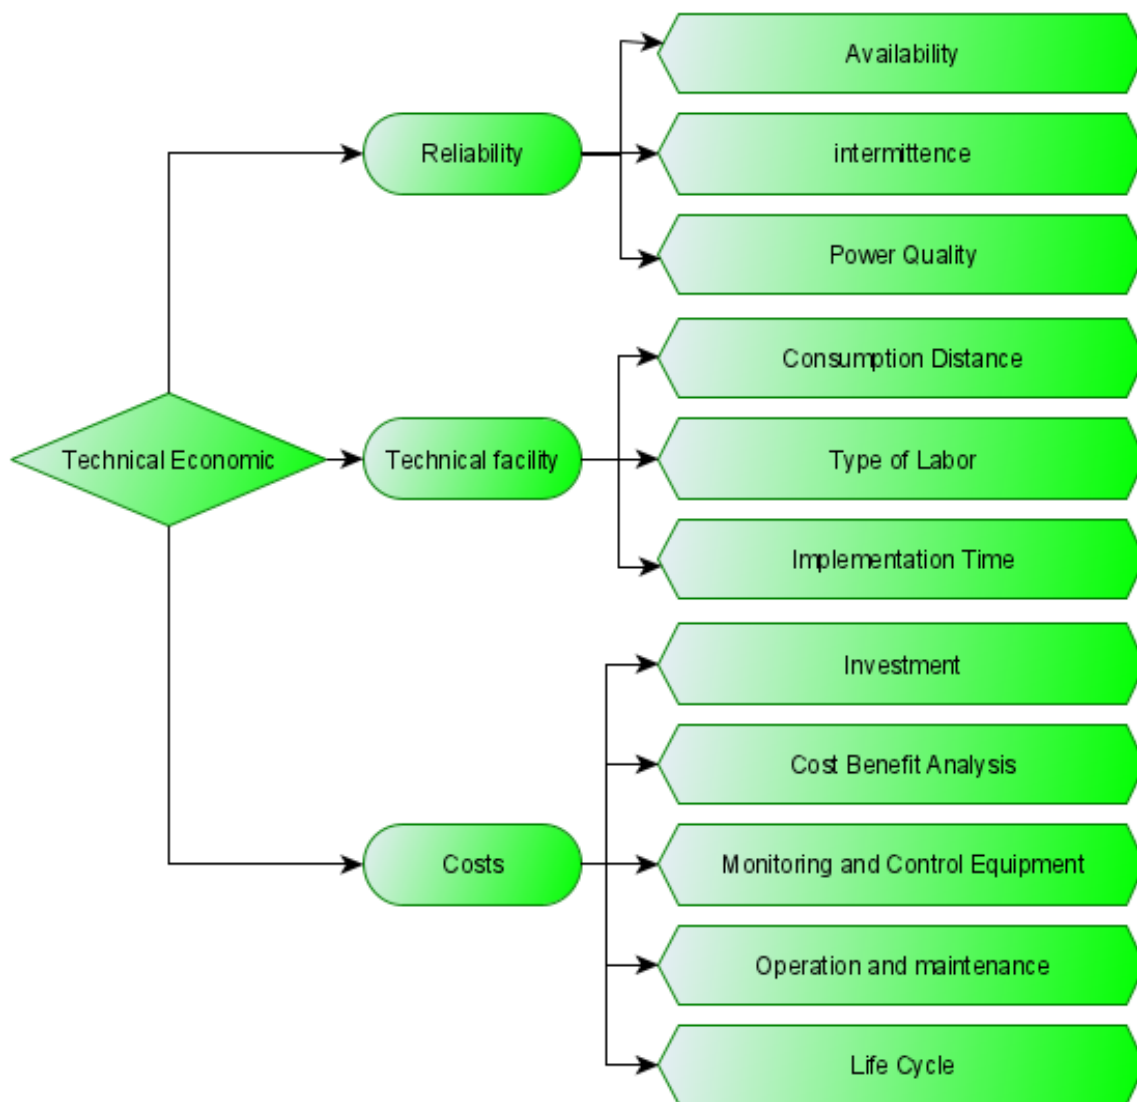 Availability
Reliability
intermittence
Power Quality
Consumption Distance
Technical Economic
Technical facility
Type of Labor
Implementation Time
Investment
Cost Benefit Analysis
Costs
Monitoring and Control Equipment
Operation and maintenance
Life Cycle